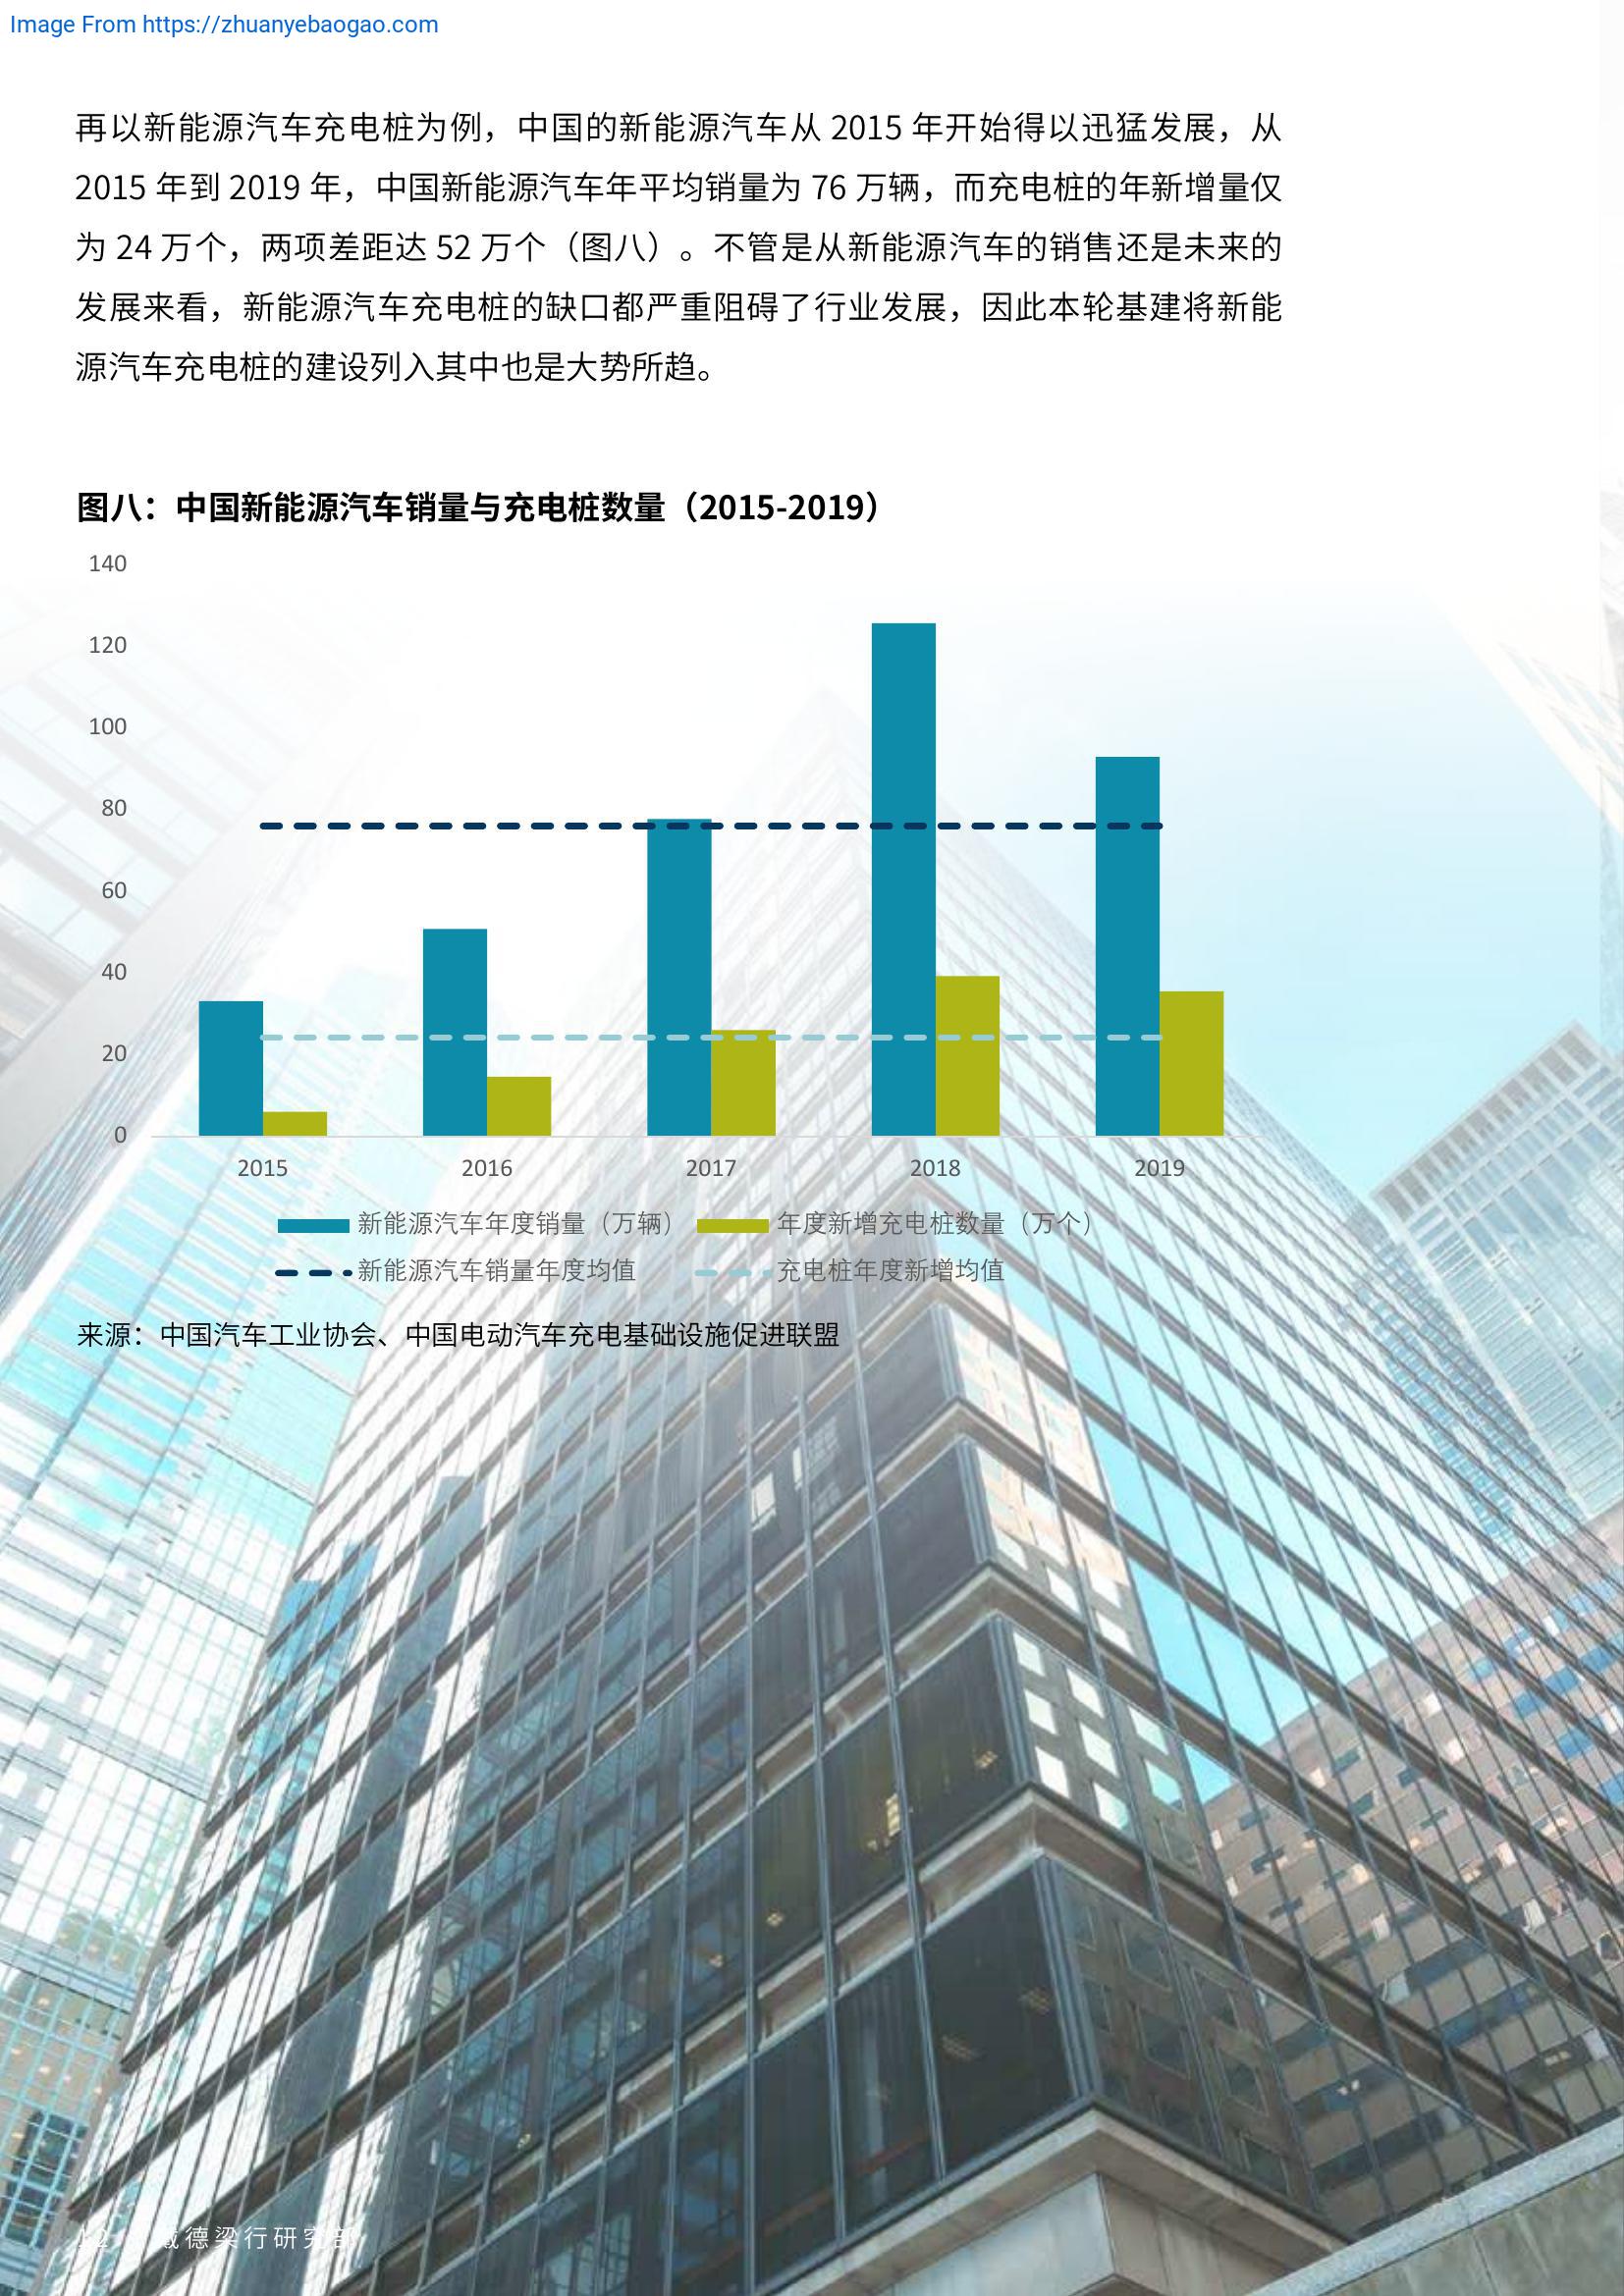 Image From https://zhuanyebaogao.com
再以新能源汽车充电桩为例，中国的新能源汽车从 2015 年开始得以迅猛发展，从
2015 年到 2019 年，中国新能源汽车年平均销量为 76 万辆，而充电桩的年新增量仅
为 24 万个，两项差距达 52 万个（图八）。不管是从新能源汽车的销售还是未来的
发展来看，新能源汽车充电桩的缺口都严重阻碍了行业发展，因此本轮基建将新能
源汽车充电桩的建设列入其中也是大势所趋。
图八：中国新能源汽车销量与充电桩数量（2015-2019）
140
120
100
80
60
40
20
0
2015 2016 2017 2018 2019
新能源汽车年度销量（万辆） 年度新增充电桩数量（万个）
新能源汽车销量年度均值 充电桩年度新增均值
来源：中国汽车工业协会、中国电动汽车充电基础设施促进联盟
12 戴德梁行研究部